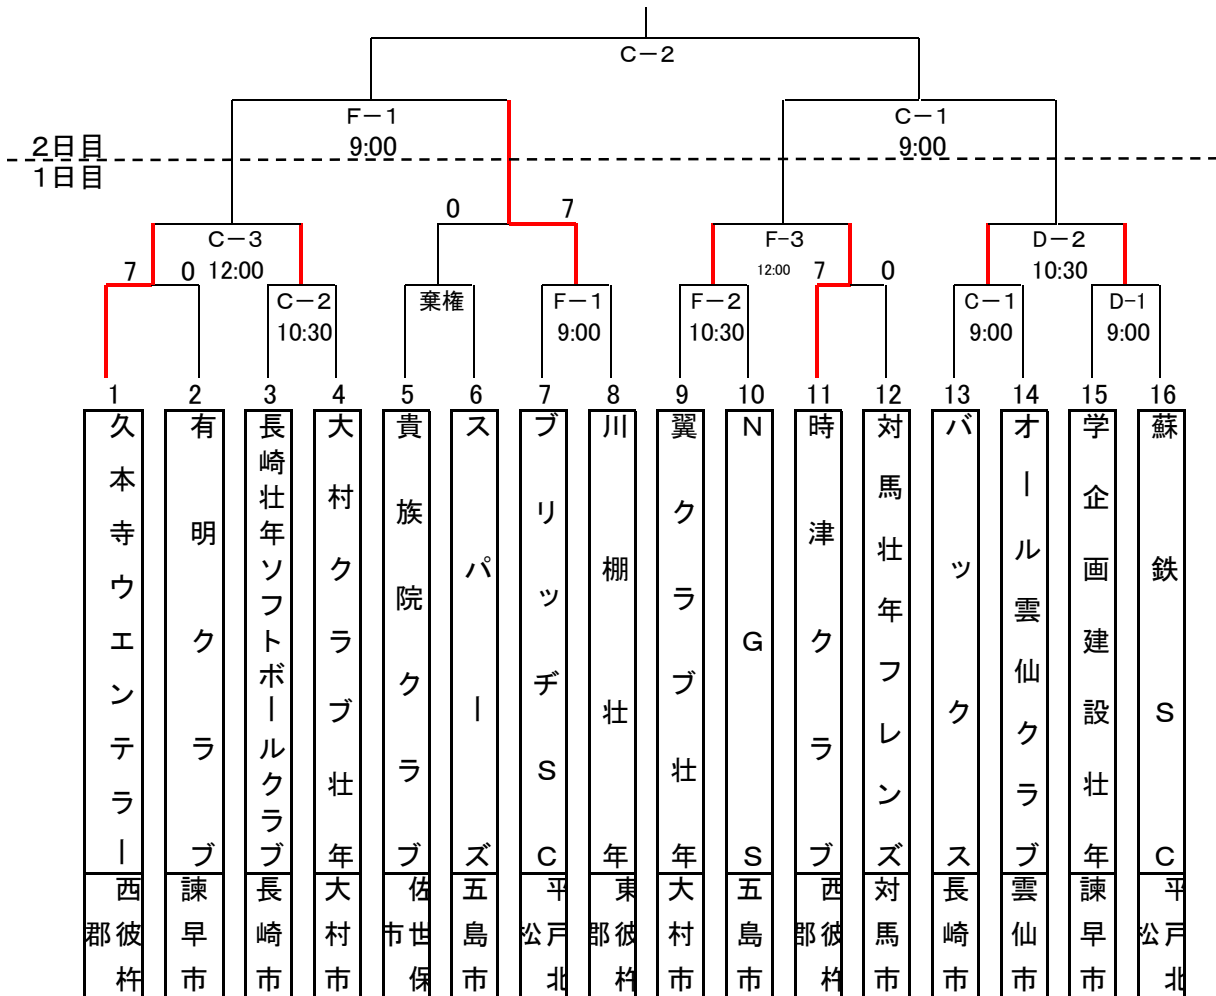 C－2
F－1
9:00
C－1
9:00
2日目
1日目
0 7
C－3
12:00
7 0
F−3
12:00
7 0
D－2
10:30
C－2
10:30
棄権
F－1
9:00
F－2
10:30
C－1
9:00
D−1
9:00
1 2 3 4 5 6 7 8 9 10 11 12 13 14 15 16
久本寺ウエンテラー
有明クラブ
長崎壮年ソフトボールクラブ
大村クラブ壮年
貴族院クラブ
スパーズ
ブリッヂSC
川棚壮年
翼クラブ壮年
NGS
時津クラブ
対馬壮年フレンズ
バックス
オール雲仙クラブ
学企画建設壮年
蘇鉄SC
西彼杵郡
諫早市
長崎市
大村市
佐世保市
五島市
平戸北松
東彼杵郡
大村市
五島市
西彼杵郡
対馬市
長崎市
雲仙市
諫早市
平戸北松